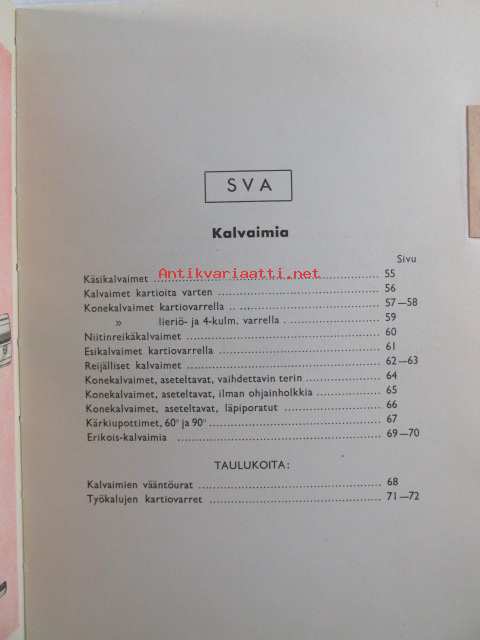 SVA
Kalvaimia
Sivu
Käsikalvaimet ........ 55
Antikvariaatti.net
Kalvaimet kartioita varten ........ 56
Konekalvaimet kartiovarrella ........ 57—58
» lieriö- ja 4-kulm. varrella ........ 59
Niitinreikäkalvaimet ........ 60
Esikalvaimet kartiovarrella ........ 61
Reijälliset kalvaimet ........ 62—63
Konekalvaimet, aseteltavat, vaihdettavin terin ........ 64
Konekalvaimet, aseteltavat, ilman ohjainholkkia ........ 65
Konekalvaimet, aseteltavat, läpiporatut ........ 66
Kärkiupottimet, 60° ja 90° ........ 67
Erikois-kalvaimia ........ 69—70
TAULUKOITA:
Kalvaimien vääntöurat ........ 68
Työkalujen kartiovarret ........ 71—72